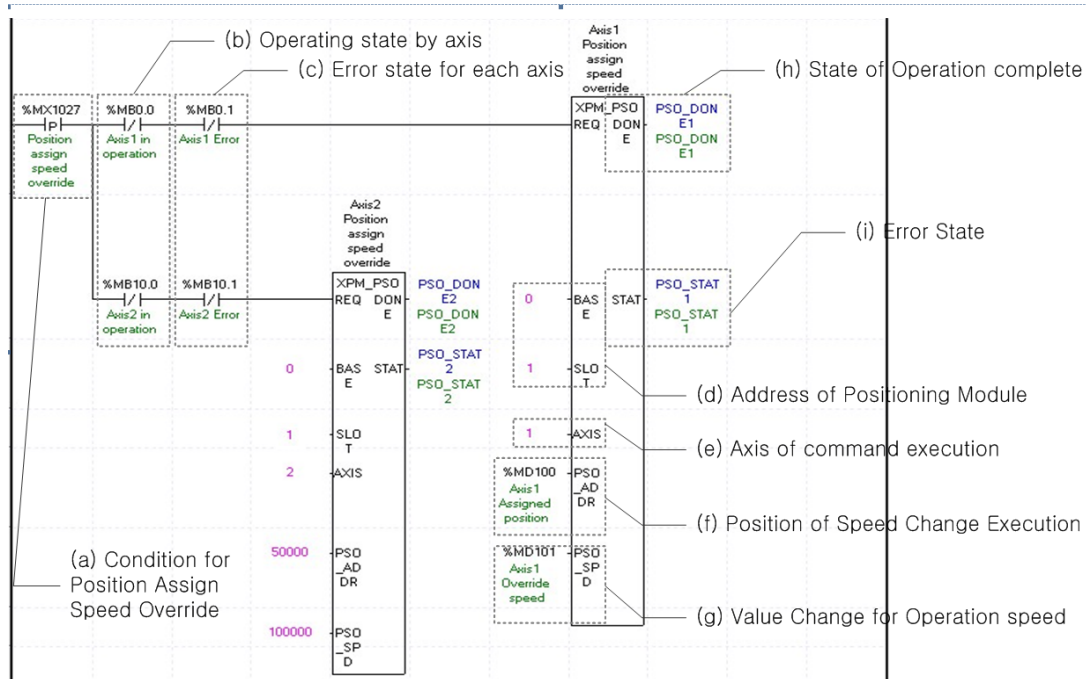 (b) Operating state by axis
(c) Error state for each axis
Axis1
Position
assign
speed
override
(h) State of Operation complete
%MX1027
P
Position
assign
speed
override
%MB0.0
/
Axis1 in
operation
%MB0.1
/
Axis1 Error
XPM_PSO
REQ DON
E
PSO_DON
E1
PSO_DON
E1
Axis2
Position
assign
speed
override
(i) Error State
%MB10.0
/
Axis2 in
operation
%MB10.1
/
Axis2 Error
XPM_PSO
REQ DON
E
PSO_DON
E2
PSO_DON
E2
0
BAS STAT
E
PSO_STAT
1
PSO_STAT
1
0
BAS STAT
E
PSO_STAT
2
PSO_STAT
2
1
SLO
T
(d) Address of Positioning Module
1
SLO
T
1
AXIS
(e) Axis of command execution
2
AXIS
%MD100
Axis1
Assigned
position
PSO
_AD
DR
(f) Position of Speed Change Execution
(a) Condition for
Position Assign
Speed Override
50000
PSO
_AD
DR
%MD101
Axis1
Override
speed
PSO
_SP
D
(g) Value Change for Operation speed
100000
PSO
_SP
D